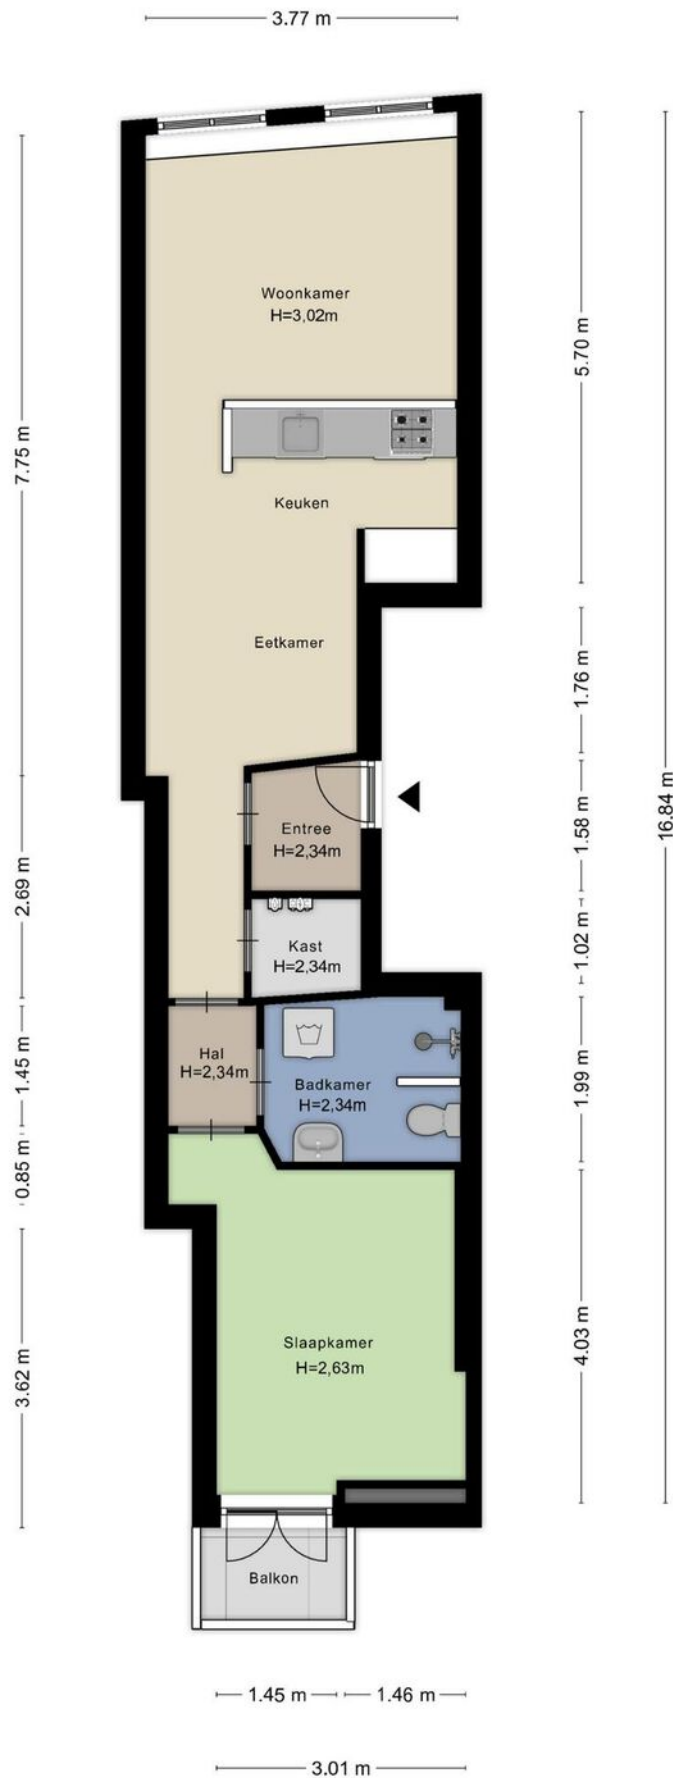 3.77 m
Woonkamer
H=3,02m
5.70 m
7.75 m
Keuken
Eetkamer
1.76 m
16.84 m
Entree
H=2,34m
1.58 m
2.69 m
Kast
H=2,34m
1.02 m
Hal
H=2,34m
1.45 m
Badkamer
H=2,34m
1.99 m
0.85 m
Slaapkamer
H=2,63m
4.03 m
3.62 m
Balkon
1.45 m
1.46 m
3.01 m